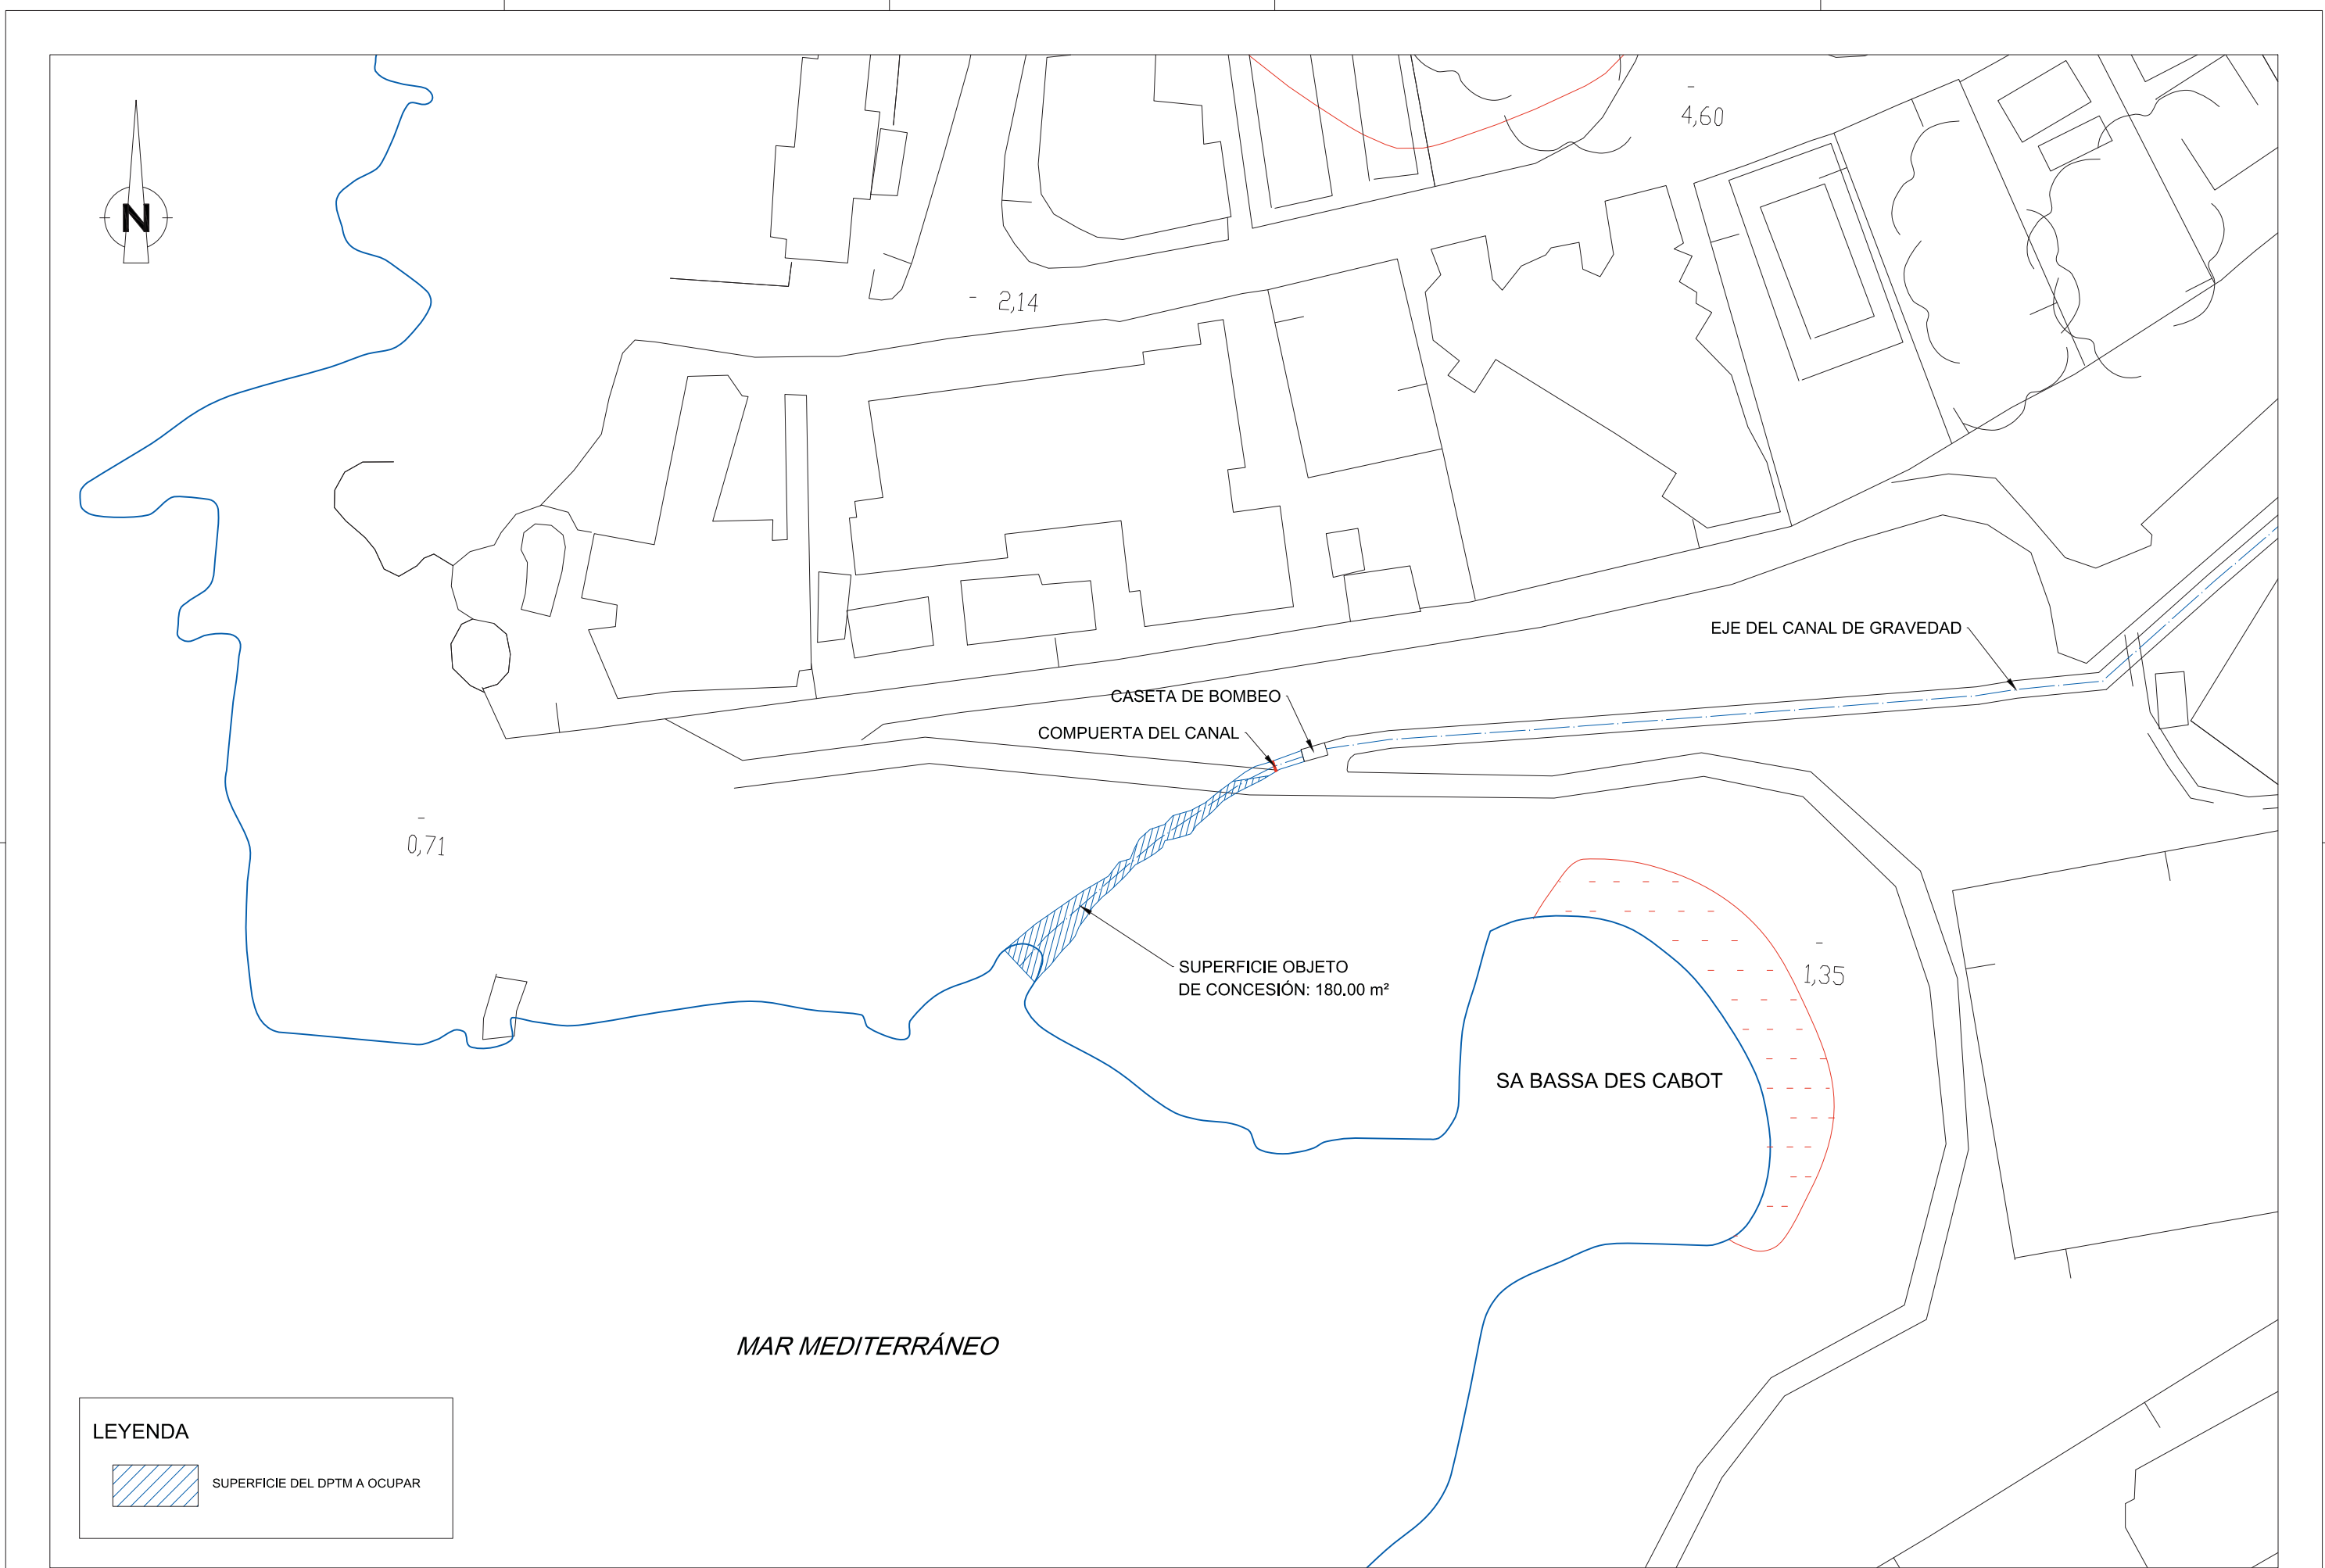 4,60
N
2,14
EJE DEL CANAL DE GRAVEDAD
CASETA DE BOMBEO
COMPUERTA DEL CANAL
0,71
SUPERFICIE OBJETO
DE CONCESIÓN: 180.00 m²
1,35
SA BASSA DES CABOT
MAR MEDITERRÁNEO
LEYENDA
SUPERFICIE DEL DPTM A OCUPAR